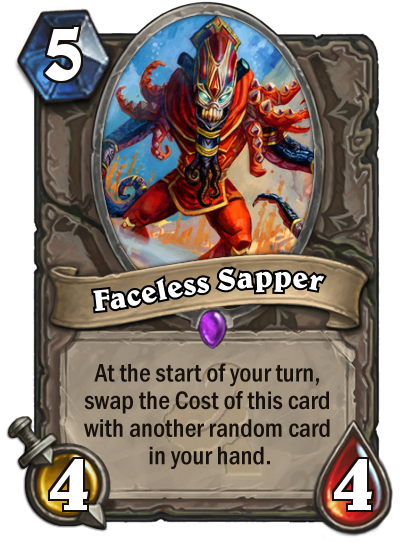 5
Faceless Sapper
At the start of your turn,
swap the Cost of this card
with another random card
in your hand.
4
4